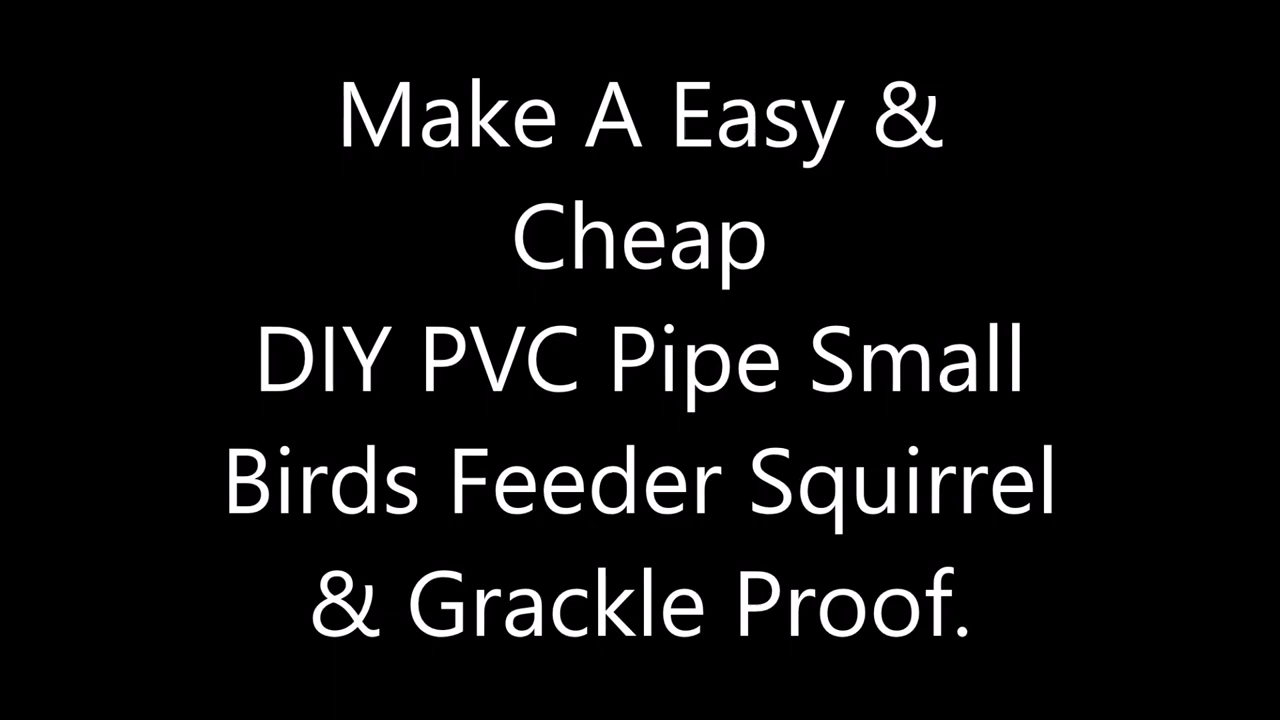 Make A Easy &
Cheap
DIY PVC Pipe Small
Birds Feeder Squirrel
& Grackle Proof.